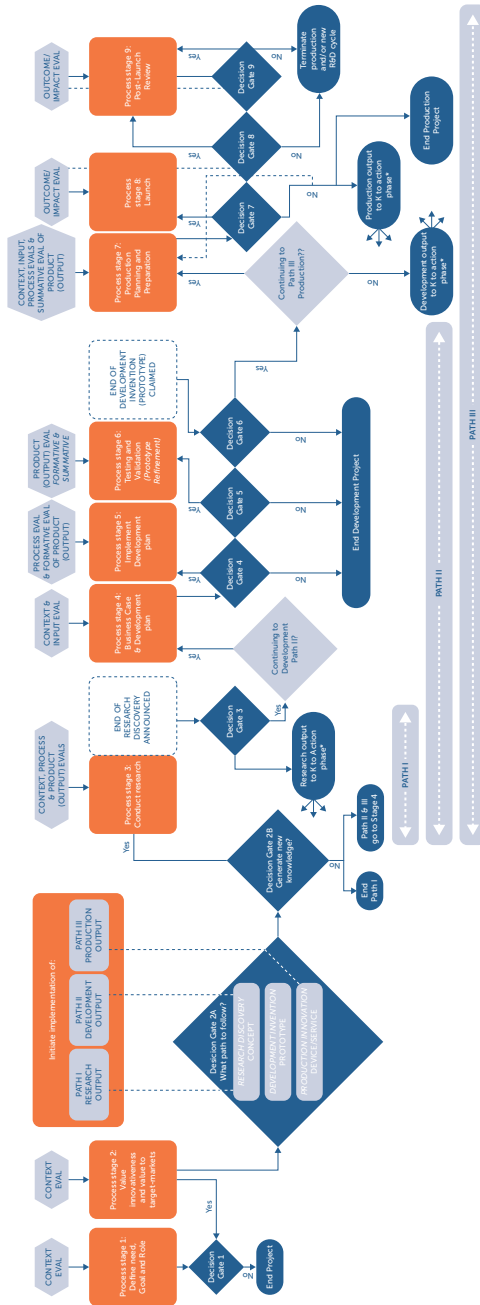 CONTEXT
EVAL
Process stage 1:
Define need,
Goal and Role
Decision
Gate 1
No
End Project
Yes
CONTEXT
EVAL
Process stage 2:
Value
innovativeness
and value to
target-markets
Initiate implementation of:
PATH I
RESEARCH
OUTPUT
PATH II
DEVELOPMENT
OUTPUT
PATH III
PRODUCTION
OUTPUT
Desicion Gate 2A
What path to follow?
RESEARCH DISCOVERY
CONCEPT
DEVELOPMENT INVENTION
PROTOTYPE
PRODUCTION INNOVATION
DEVICE/SERVICE
Decision Gate 2B
Generate new
knowledge?
Yes
No
End
Path I
Path II & III
go to Stage 4
CONTEXT, PROCESS
& PRODUCT
(OUTPUT) EVALS
Process stage 3:
Conduct research
END OF
RESEARCH
DISCOVERY
ANNOUNCED
Decision
Gate 3
Yes
Research output
to K to Action
phase*
Continuing to
Development
Path II?
Yes
CONTEXT &
INPUT EVAL
Process stage 4:
Business Case
& Development
plan
Decision
Gate 4
Yes
No
PROCESS EVAL
& FORMATIVE EVAL
OF PRODUCT
(OUTPUT)
Process stage 5:
Implement
Development
plan
Decision
Gate 5
Yes
No
PRODUCT
(OUTPUT) EVAL
FORMATIVE &
SUMMATIVE
Process stage 6:
Testing and
Validation
(Prototype
Refinement)
END OF
DEVELOPMENT
INVENTION
(PROTOTYPE)
CLAIMED
Decision
Gate 6
Yes
No
End Development Project
Continuing to
Path III
Production??
Yes
No
Development output
to K to action
phase*
CONTEXT, INPUT,
PROCESS EVALS &
SUMMATIVE EVAL OF
PRODUCT
(OUTPUT)
Process stage 7:
Production
Planning and
Preparation
Decision
Gate 7
Yes
No
Production output
to K to action
phase*
End Production
Project
OUTCOME/
IMPACT EVAL
Process
stage 8:
Launch
Decision
Gate 8
Yes
No
OUTCOME/
IMPACT EVAL
Process stage 9:
Post-Launch
Review
Decision
Gate 9
Yes
No
Terminate
production
and/or new
R&D cycle
PATH I
PATH II
PATH III